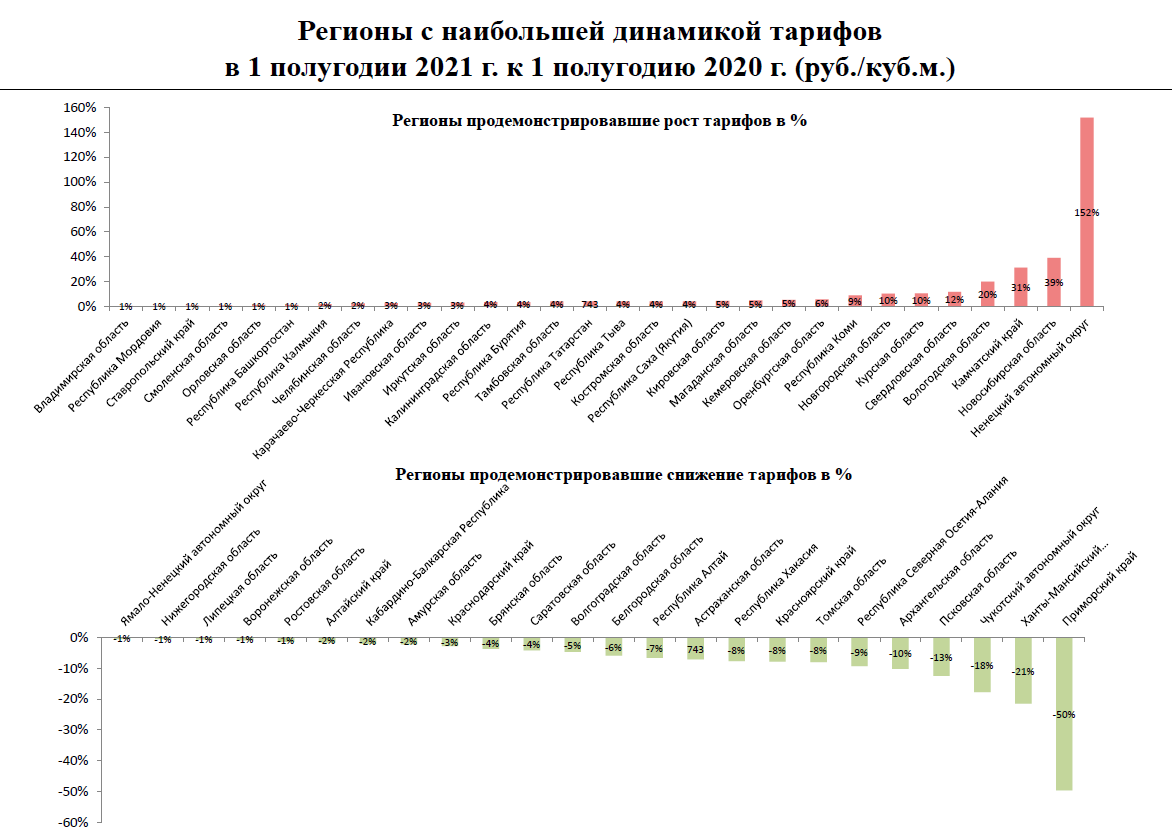 Регионы с наибольшей динамикой тарифов
в 1 полугодии 2021 г. к 1 полугодию 2020 г. (руб./куб.м.)
Регионы продемонстрировавшие рост тарифов в %
160%
140%
120%
100%
80%
60%
40%
20%
0%
1% 1% 1% 1% 1% 1% 2% 2% 3% 3% 3% 4% 4% 4% 743 4% 4% 4% 5% 5% 5% 6% 9% 10% 10% 12% 20% 31% 39% 152%
Владимирская область
Республика Мордовия
Ставропольский край
Смоленская область
Орловская область
Республика Башкортостан
Республика Калмыкия
Челябинская область
Карачаево-Черкесская Республика
Ивановская область
Иркутская область
Калининградская область
Республика Бурятия
Тамбовская область
Республика Татарстан
Республика Тыва
Костромская область
Республика Саха (Якутия)
Кировская область
Магаданская область
Кемеровская область
Оренбургская область
Республика Коми
Новгородская область
Курская область
Свердловская область
Вологодская область
Камчатский край
Новосибирская область
Ненецкий автономный округ
Регионы продемонстрировавшие снижение тарифов в %
Ямало-Ненецкий автономный округ
Нижегородская область
Липецкая область
Воронежская область
Ростовская область
Алтайский край
Кабардино-Балкарская Республика
Амурская область
Краснодарский край
Брянская область
Саратовская область
Волгоградская область
Белгородская область
Республика Алтай
Астраханская область
Республика Хакасия
Красноярский край
Томская область
Республика Северная Осетия-Алания
Архангельская область
Псковская область
Чукотский автономный округ
Ханты-Мансийский...
Приморский край
0%
-10%
-20%
-30%
-40%
-50%
-60%
-1% -1% -1% -1% -1% -2% -2% -2% -3% -4% -4% -5% -6% -7% 743 -8% -8% -8% -9% -10% -13% -18% -21% -50%